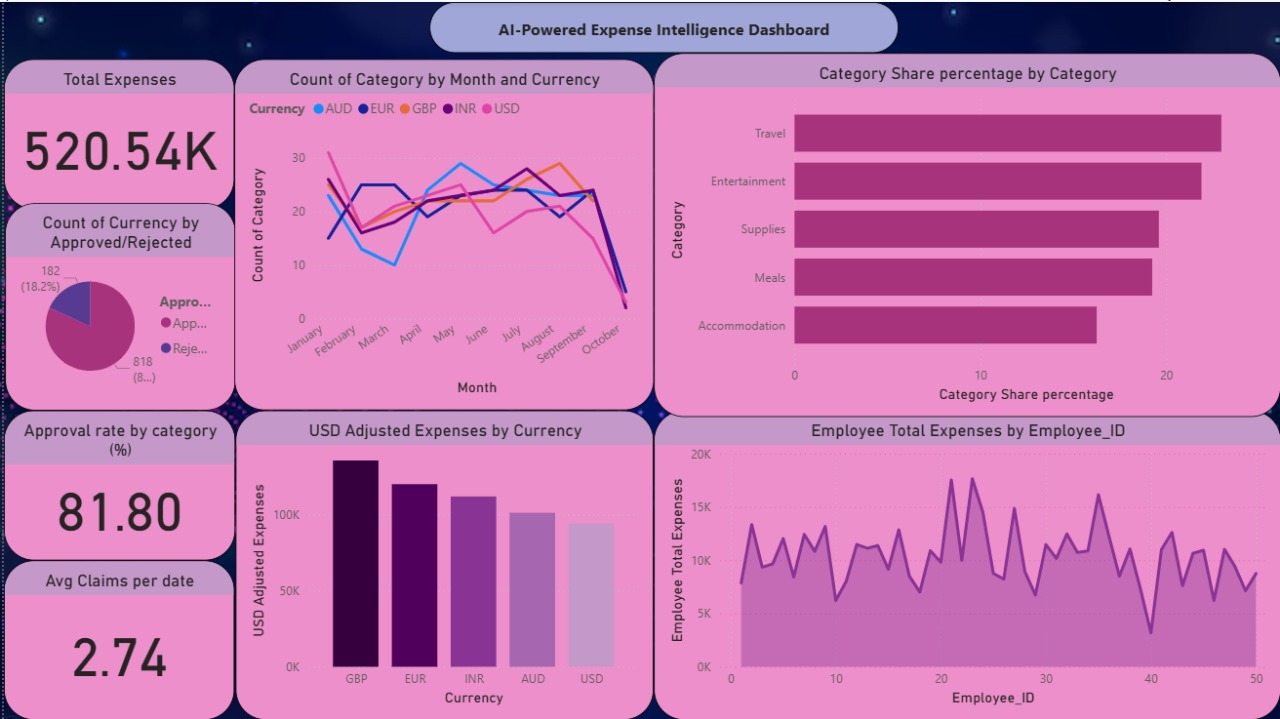 AI-Powered Expense Intelligence Dashboard
Total Expenses
520.54K
Count of Currency by
Approved/Rejected
182
(18.2%)
Appro...
App...
Reje...
818
(8...)
Approval rate by category
(%)
81.80
Avg Claims per date
2.74
Count of Category by Month and Currency
Currency AUD EUR GBP INR USD
Count of Category
30
20
10
0
January February March April May June July August September October
Month
Category Share percentage by Category
Category
Travel
Entertainment
Supplies
Meals
Accommodation
0 10 20
Category Share percentage
USD Adjusted Expenses by Currency
USD Adjusted Expenses
100K
50K
0K
GBP EUR INR AUD USD
Currency
Employee Total Expenses by Employee_ID
Employee Total Expenses
20K
15K
10K
5K
0K
0 10 20 30 40 50
Employee_ID